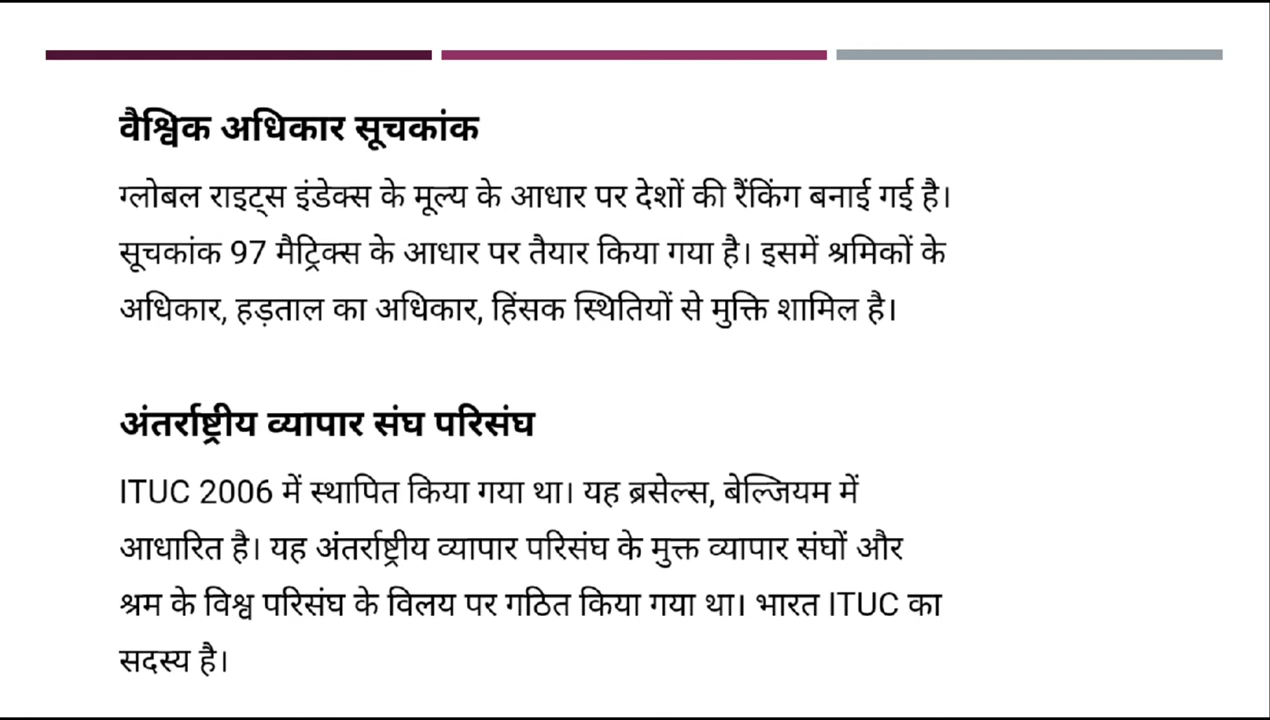 वैश्विक अधिकार सूचकांक
ग्लोबल राइट्स इंडेक्स के मूल्य के आधार पर देशों की रैंकिंग बनाई गई है।
सूचकांक 97 मैट्रिक्स के आधार पर तैयार किया गया है। इसमें श्रमिकों के
अधिकार, हड़ताल का अधिकार, हिंसक स्थितियों से मुक्ति शामिल है।
अंतर्राष्ट्रीय व्यापार संघ परिसंघ
ITUC 2006 में स्थापित किया गया था। यह ब्रसेल्स, बेल्जियम में
आधारित है। यह अंतर्राष्ट्रीय व्यापार परिसंघ के मुक्त व्यापार संघों और
श्रम के विश्व परिसंघ के विलय पर गठित किया गया था। भारत ITUC का
सदस्य है।